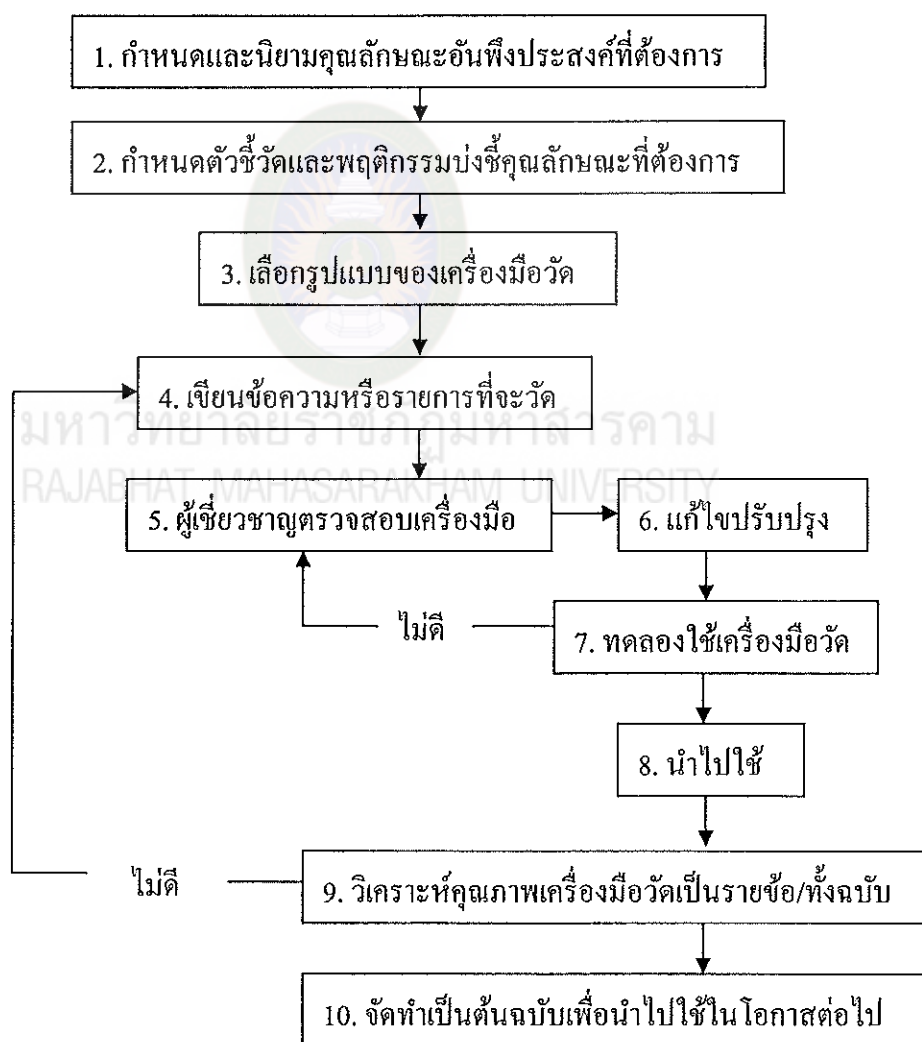 1. กำหนดและนิยามคุณลักษณะอันพึงประสงค์ที่ต้องการ
2. กำหนดตัวชี้วัดและพฤติกรรมบ่งชี้คุณลักษณะที่ต้องการ
3. เลือกรูปแบบของเครื่องมือวัด
4. เขียนข้อความหรือรายการที่จะวัด
มหาวิทยาลัยราชภัฏมหาสารคาม
RAJABHAT MAHASARAKHAM UNIVERSITY
5. ผู้เชี่ยวชาญตรวจสอบเครื่องมือ
6. แก้ไขปรับปรุง
ไม่ดี
7. ทดลองใช้เครื่องมือวัด
8. นำไปใช้
ไม่ดี
9. วิเคราะห์คุณภาพเครื่องมือวัดเป็นรายข้อ/ทั้งฉบับ
10. จัดทำเป็นต้นฉบับเพื่อนำไปใช้ในโอกาสต่อไป